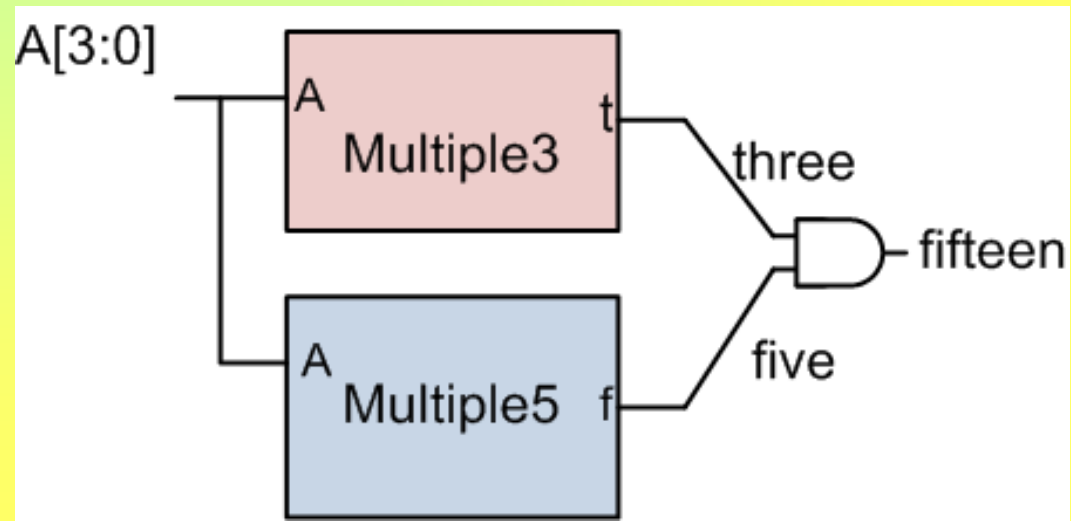 A[3:0]
A
t
Multiple3
three
fifteen
A
five
Multiple5
f